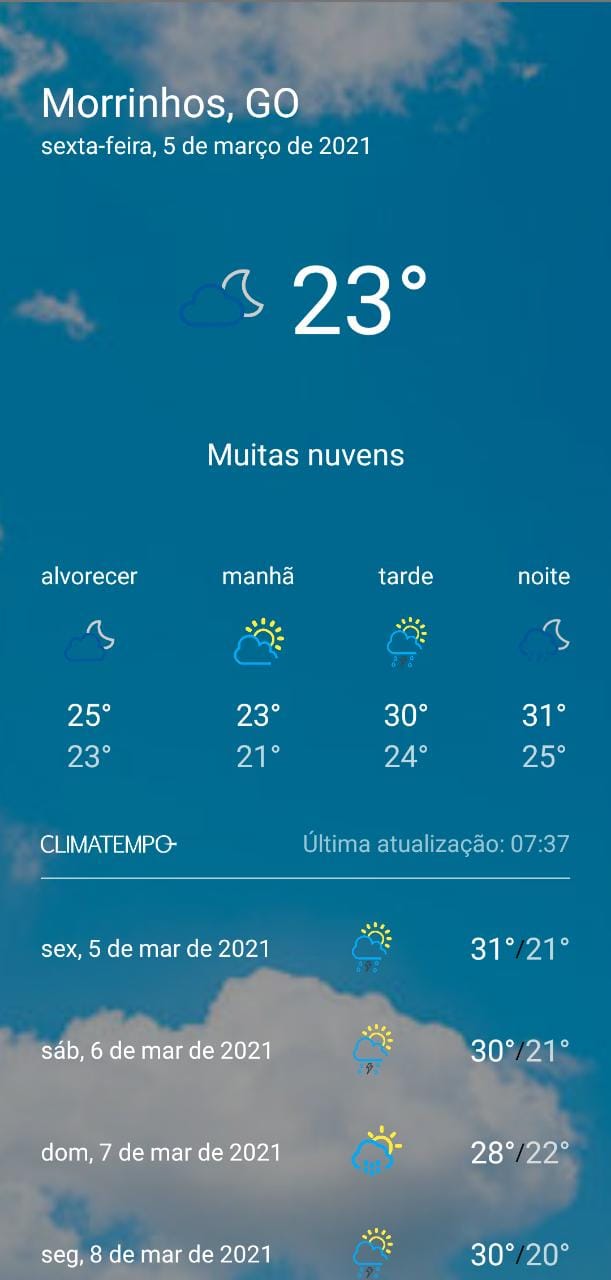 Morrinhos, GO
sexta-feira, 5 de março de 2021
23°
Muitas nuvens
alvorecer manhã tarde noite
25° 23° 30° 31°
23° 21° 24° 25°
CLIMATEMPO Última atualização: 07:37
sex, 5 de mar de 2021 31°/21°
sáb, 6 de mar de 2021 30°/21°
dom, 7 de mar de 2021 28°/22°
seg, 8 de mar de 2021 30°/20°